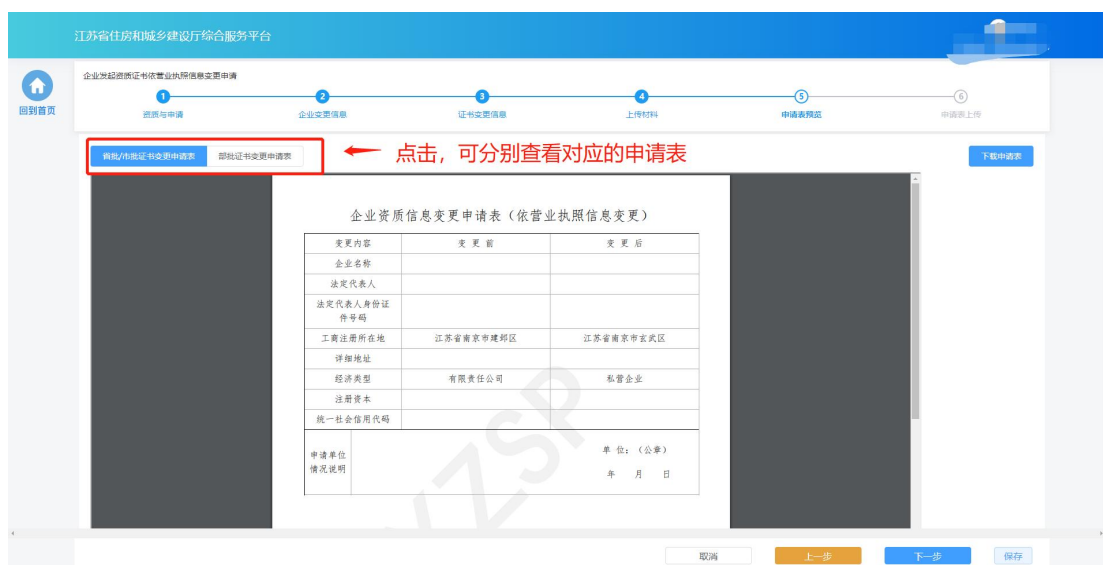 江苏省住房和城乡建设厅综合服务平台
回到首页
企业发起资质证书依营业执照信息变更申请
1 2 3 4 5 6
资质与申请 企业变更信息 证书变更信息 上传材料 申请表预览 申请表上传
省批/市批证书变更申请表 部批证书变更申请表
点击，可分别查看对应的申请表
下载申请表
企业资质信息变更申请表（依营业执照信息变更）
变更内容 变 更 前 变 更 后
企业名称
法定代表人
法定代表人身份证
件号码
工商注册所在地 江苏省南京市建邺区 江苏省南京市玄武区
详细地址
经济类型 有限责任公司 私营企业
注册资本
统一社会信用代码
申请单位
情况说明
单 位：（公章）
年 月 日
YZSP
取消 上一步 下一步 保存